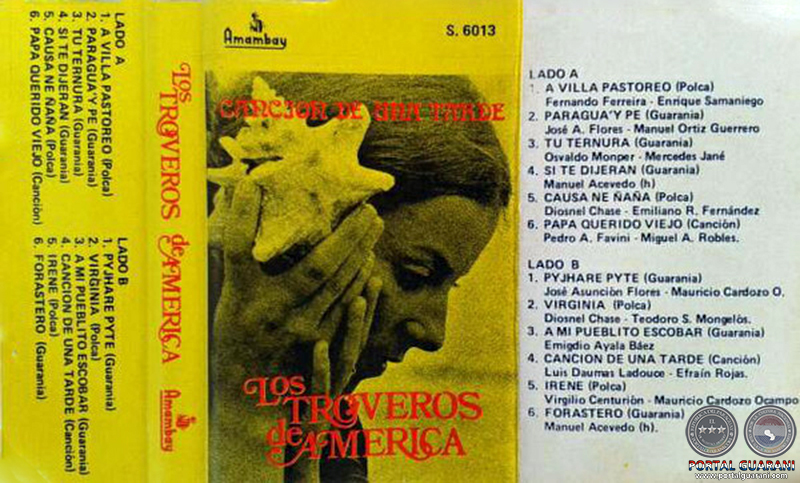 LADO A
1. A VILLA PASTOREO (Polca)
2. PARAGUA'Y PE (Guarania)
3. TU TERNURA (Guarania)
4. SI TE DIJERAN (Guarania)
5. CAUSA NE ÑAÑA (Polca)
6. PAPA QUERIDO VIEJO (Canción)
LADO B
1. PYJHARE PYTE (Guarania)
2. VIRGINIA (Polca)
3. A MI PUEBLITO ESCOBAR (Guarania)
4. CANCION DE UNA TARDE (Canción)
5. IRENE (Polca)
6. FORASTERO (Guarania)
LOS TROVEROS de AMERICA
Amambay
Amambay
S. 6013
CANCION DE UNA TARDE
LOS
TROVEROS
de AMERICA
LADO A
1. A VILLA PASTOREO (Polca)
Fernando Ferreira - Enrique Samaniego
2. PARAGUA'Y PE (Guarania)
José A. Flores - Manuel Ortiz Guerrero
3. TU TERNURA (Guarania)
Osvaldo Monper - Mercedes Jané
4. SI TE DIJERAN (Guarania)
Manuel Acevedo (h)
5. CAUSA NE ÑAÑA (Polca)
Diosnel Chase - Emiliano R. Fernández
6. PAPA QUERIDO VIEJO (Canción)
Pedro A. Favini - Miguel A. Robles.
LADO B
1. PYJHARE PYTE (Guarania)
José Asunción Flores - Mauricio Cardozo O.
2. VIRGINIA (Polca)
Diosnel Chase - Teodoro S. Mongelòs.
3. A MI PUEBLITO ESCOBAR (Guarania)
Emigdio Ayala Báez
4. CANCION DE UNA TARDE (Canción)
Luis Daumas Ladouce - Efraín Rojas.
5. IRENE (Polca)
Virgilio Centurión - Mauricio Cardozo Ocampo
6. FORASTERO (Guarania)
Manuel Acevedo (h).
PORTAL GUARANI
www.portalguarani.com